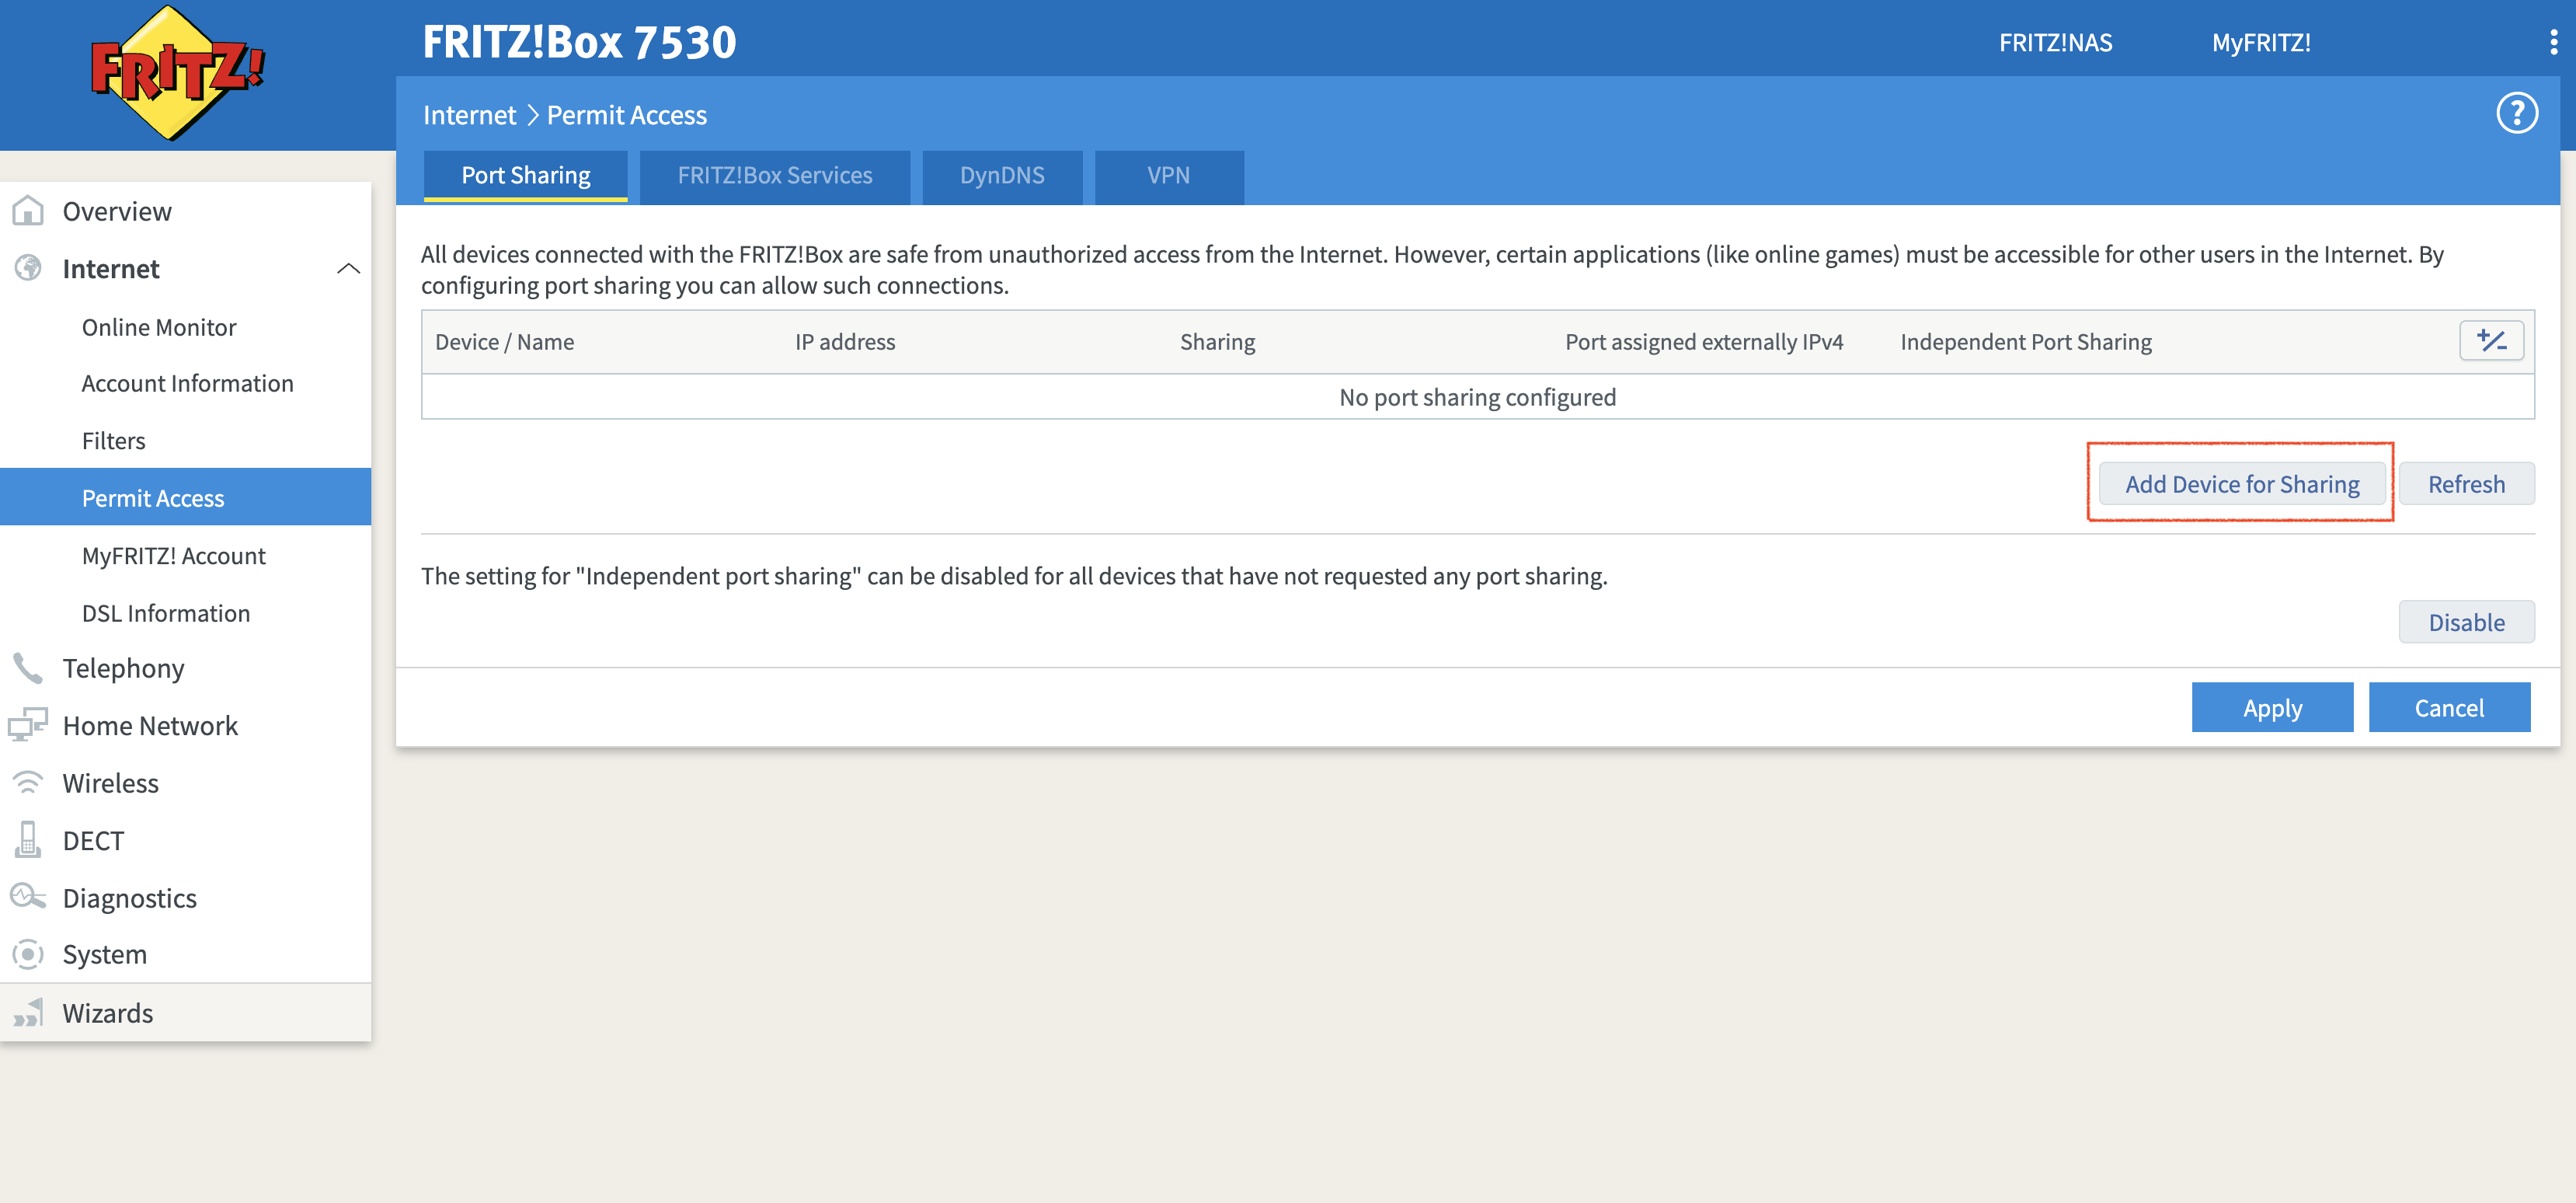 FRITZ!
FRITZ!Box 7530
FRITZ!NAS
MyFRITZ!
Internet > Permit Access
?
Port Sharing
FRITZ!Box Services
DynDNS
VPN
Overview
Internet
Online Monitor
Account Information
Filters
Permit Access
MyFRITZ! Account
DSL Information
Telephony
Home Network
Wireless
DECT
Diagnostics
System
Wizards
All devices connected with the FRITZ!Box are safe from unauthorized access from the Internet. However, certain applications (like online games) must be accessible for other users in the Internet. By
configuring port sharing you can allow such connections.
Device / Name
IP address
Sharing
Port assigned externally IPv4
Independent Port Sharing
+/-
No port sharing configured
Add Device for Sharing
Refresh
The setting for "Independent port sharing" can be disabled for all devices that have not requested any port sharing.
Disable
Apply
Cancel